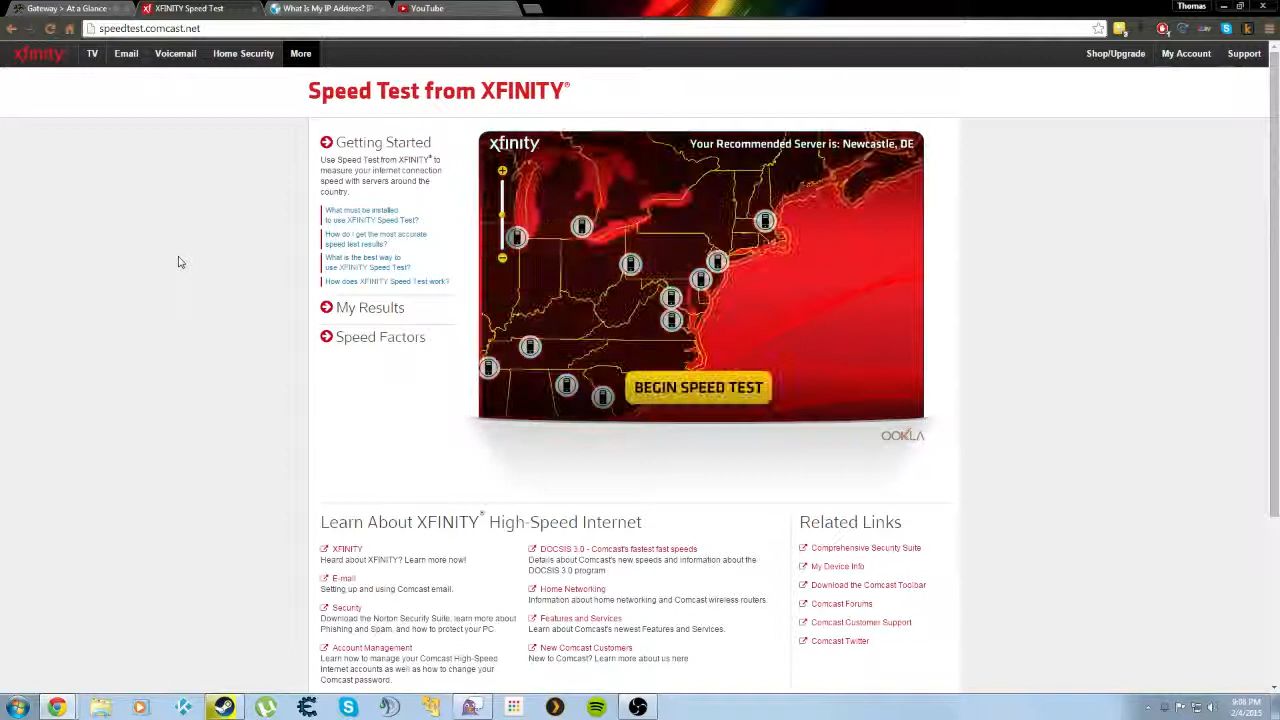 Gateway > At a Glance
XFINITY Speed Test
What Is My IP Address? IP
YouTube
Thomas
speedtest.comcast.net
xfinity
TV
Email
Voicemail
Home Security
More
Shop/Upgrade
My Account
Support
Speed Test from XFINITY®
Getting Started
Use Speed Test from XFINITY® to
measure your internet connection
speed with servers around the
country.
What must be installed
to use XFINITY Speed Test?
How do I get the most accurate
speed test results?
What is the best way to
use XFINITY Speed Test?
How does XFINITY Speed Test work?
My Results
Speed Factors
xfinity
Your Recommended Server is: Newcastle, DE
BEGIN SPEED TEST
OOKLA
Learn About XFINITY® High-Speed Internet
XFINITY
Heard about XFINITY? Learn more now!
E-mail
Setting up and using Comcast email.
Security
Download the Norton Security Suite, learn more about
Phishing and Spam, and how to protect your PC.
Account Management
Learn how to manage your Comcast High-Speed
Internet accounts as well as how to change your
Comcast password.
DOCSIS 3.0 - Comcast's fastest fast speeds
Details about Comcast's new speeds and information about the
DOCSIS 3.0 program
Home Networking
Information about home networking and Comcast wireless routers.
Features and Services
Learn about Comcast's newest Features and Services.
New Comcast Customers
New to Comcast? Learn more about us here
Related Links
Comprehensive Security Suite
My Device Info
Download the Comcast Toolbar
Comcast Forums
Comcast Customer Support
Comcast Twitter
9:08 PM
2/4/2015